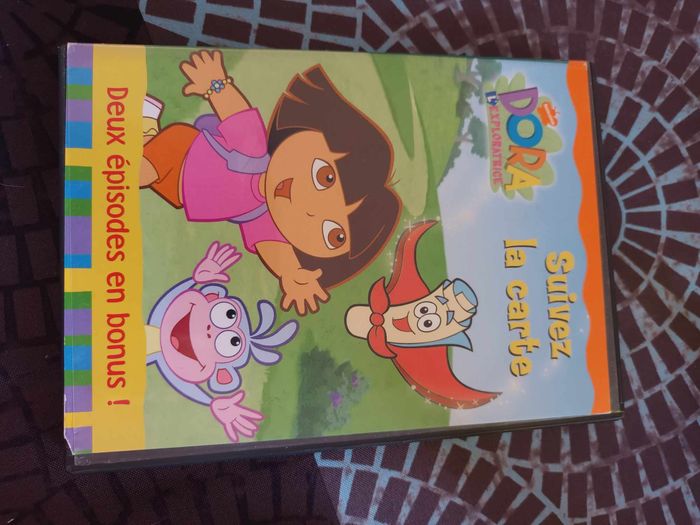 DORA
L'EXPLORATRICE
Suivez
la carte
Deux épisodes en bonus !